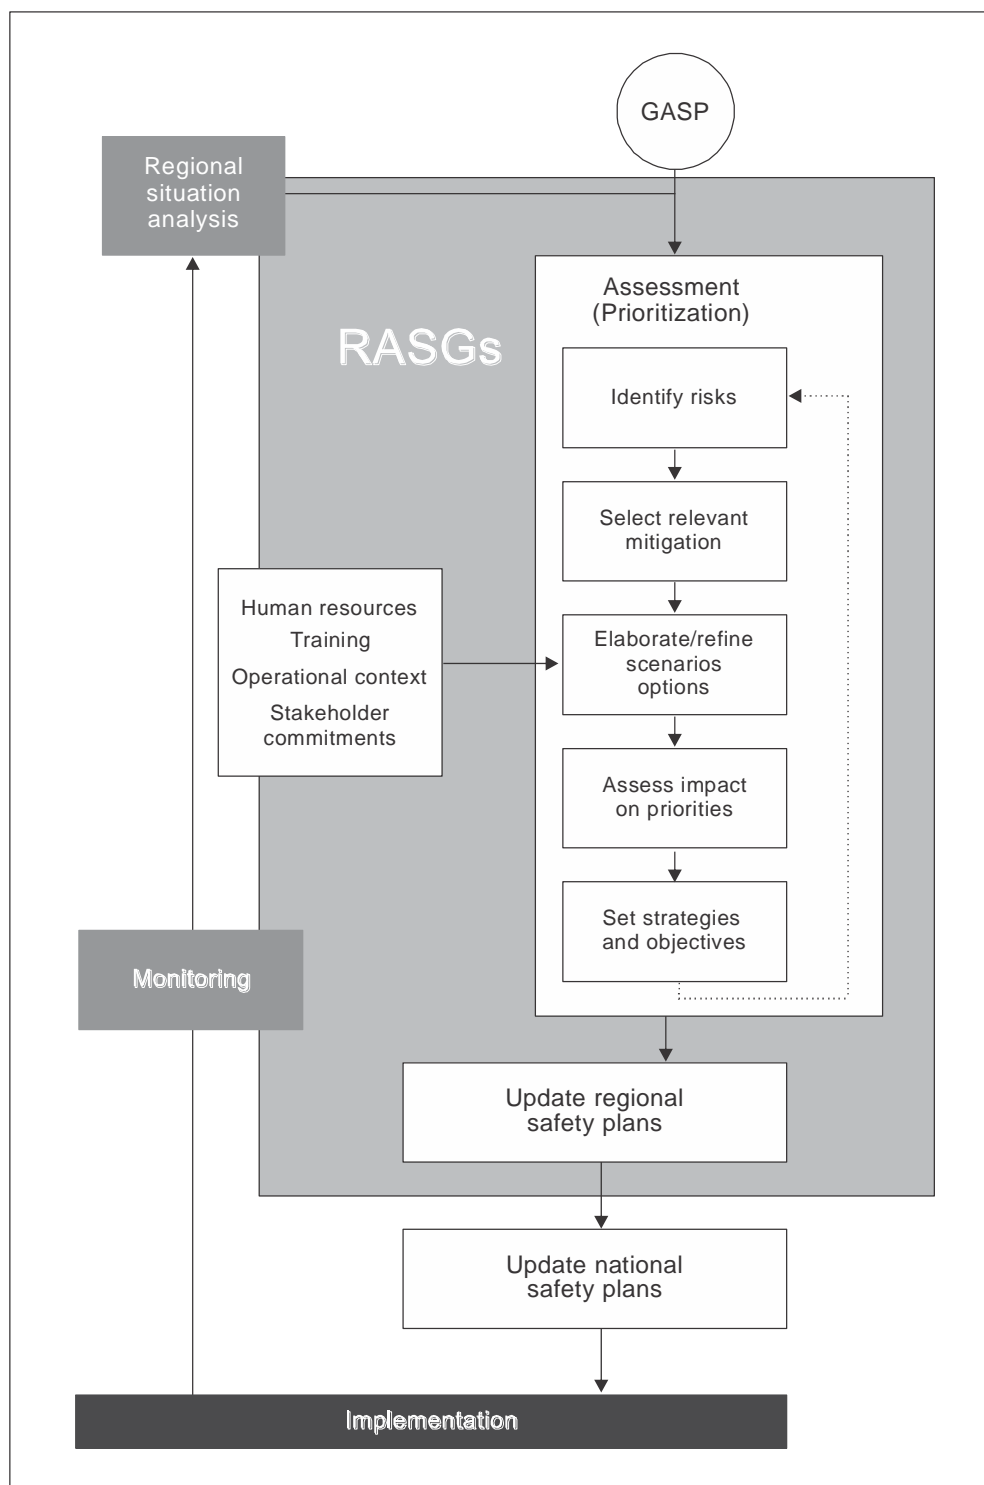 GASP
Regional
situation
analysis
Assessment
(Prioritization)
RASGs
Identify risks
Select relevant
mitigation
Human resources
Training
Operational context
Stakeholder
commitments
Elaborate/refine
scenarios
options
Assess impact
on priorities
Set strategies
and objectives
Monitoring
Update regional
safety plans
Update national
safety plans
Implementation